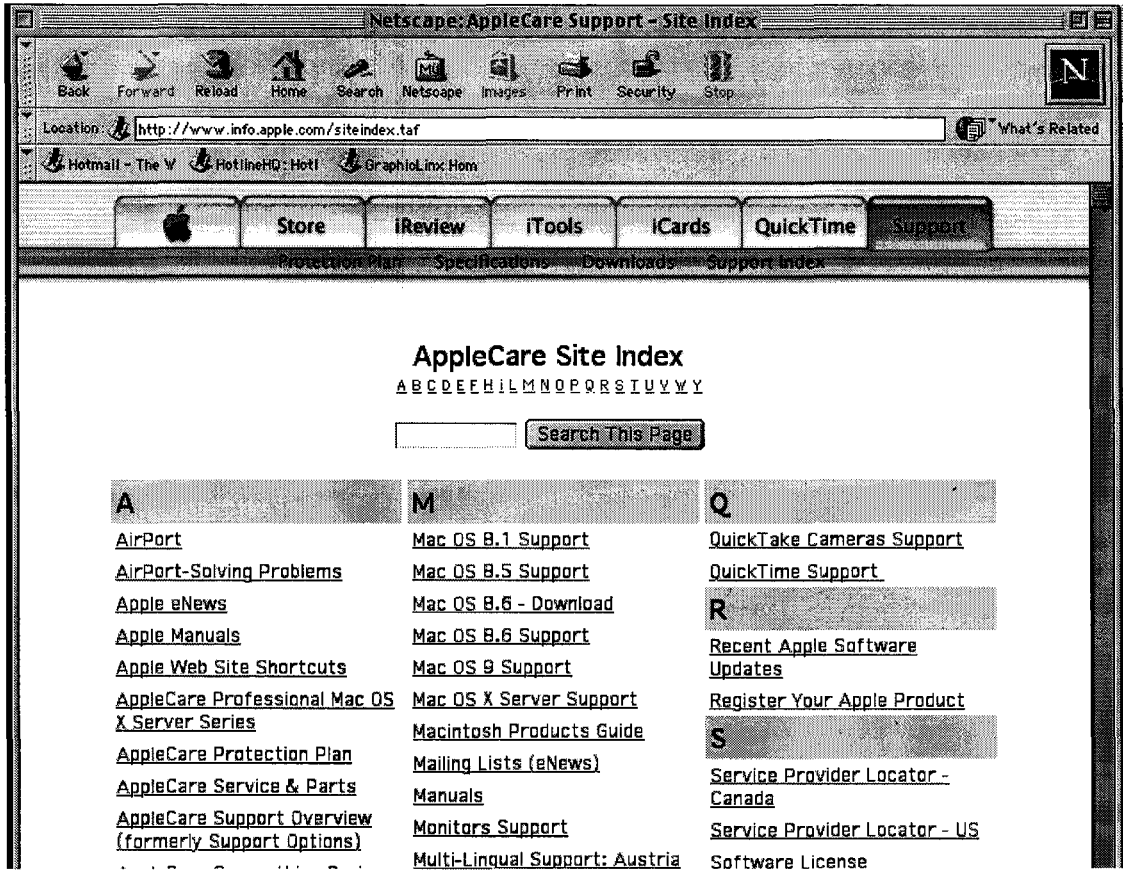 Netscape: AppleCare Support - Site Index
Back Forward Reload Home Search Netscape Images Print Security Stop
Location: http://www.info.apple.com/siteindex.taf What's Related
Hotmail - The W HotlineHQ: Hotl GraphicLinx Hom
Store iReview iTools iCards QuickTime Support
Protection Plan Specifications Downloads Support Index
AppleCare Site Index
A B C D E F H i L M N O P Q R S T U V W Y
Search This Page
A
AirPort
AirPort-Solving Problems
Apple eNews
Apple Manuals
Apple Web Site Shortcuts
AppleCare Professional Mac OS
X Server Series
AppleCare Protection Plan
AppleCare Service & Parts
AppleCare Support Overview
(formerly Support Options)
M
Mac OS 8.1 Support
Mac OS 8.5 Support
Mac OS 8.6 - Download
Mac OS 8.6 Support
Mac OS 9 Support
Mac OS X Server Support
Macintosh Products Guide
Mailing Lists (eNews)
Manuals
Monitors Support
Multi-Lingual Support: Austria
Q
QuickTake Cameras Support
QuickTime Support
R
Recent Apple Software
Updates
Register Your Apple Product
S
Service Provider Locator -
Canada
Service Provider Locator - US
Software License